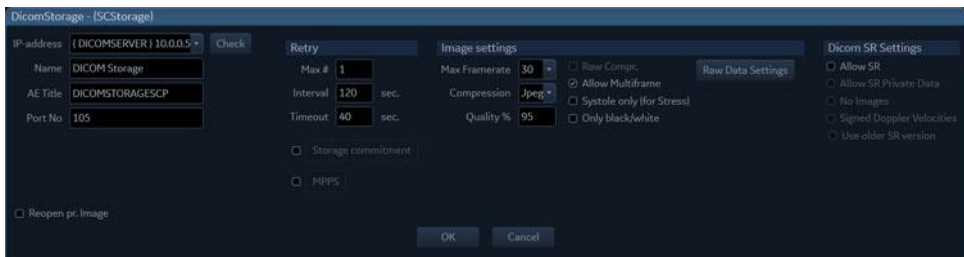 DicomStorage - (SCStorage)
IP-address ( DICOMSERVER ) 10.0.0.5 Check
Name DICOM Storage
AE Title DICOMSTORAGESCP
Port No 105
Reopen pr. Image
Retry
Max # 1
Interval 120 sec.
Timeout 40 sec.
Storage commitment
MPPS
Image settings
Max Framerate 30
Compression Jpeg
Quality % 95
Raw Compr.
Allow Multiframe
Systole only (for Stress)
Only black/white
Raw Data Settings
Dicom SR Settings
Allow SR
Allow SR Private Data
No Images
Signed Doppler Velocities
Use older SR version
OK Cancel